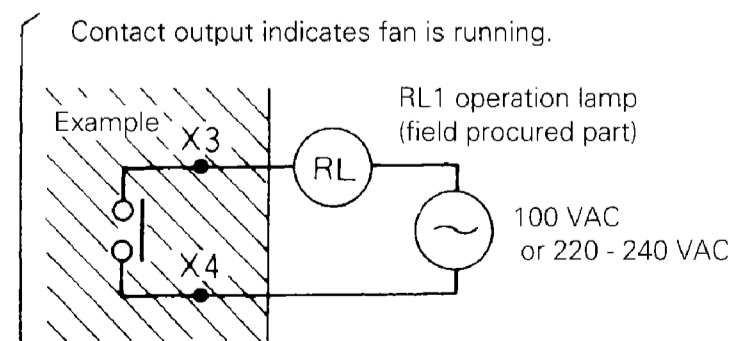 Contact output indicates fan is running.
RL1 operation lamp
(field procured part)
Example
X3
RL
100 VAC
or 220 - 240 VAC
X4